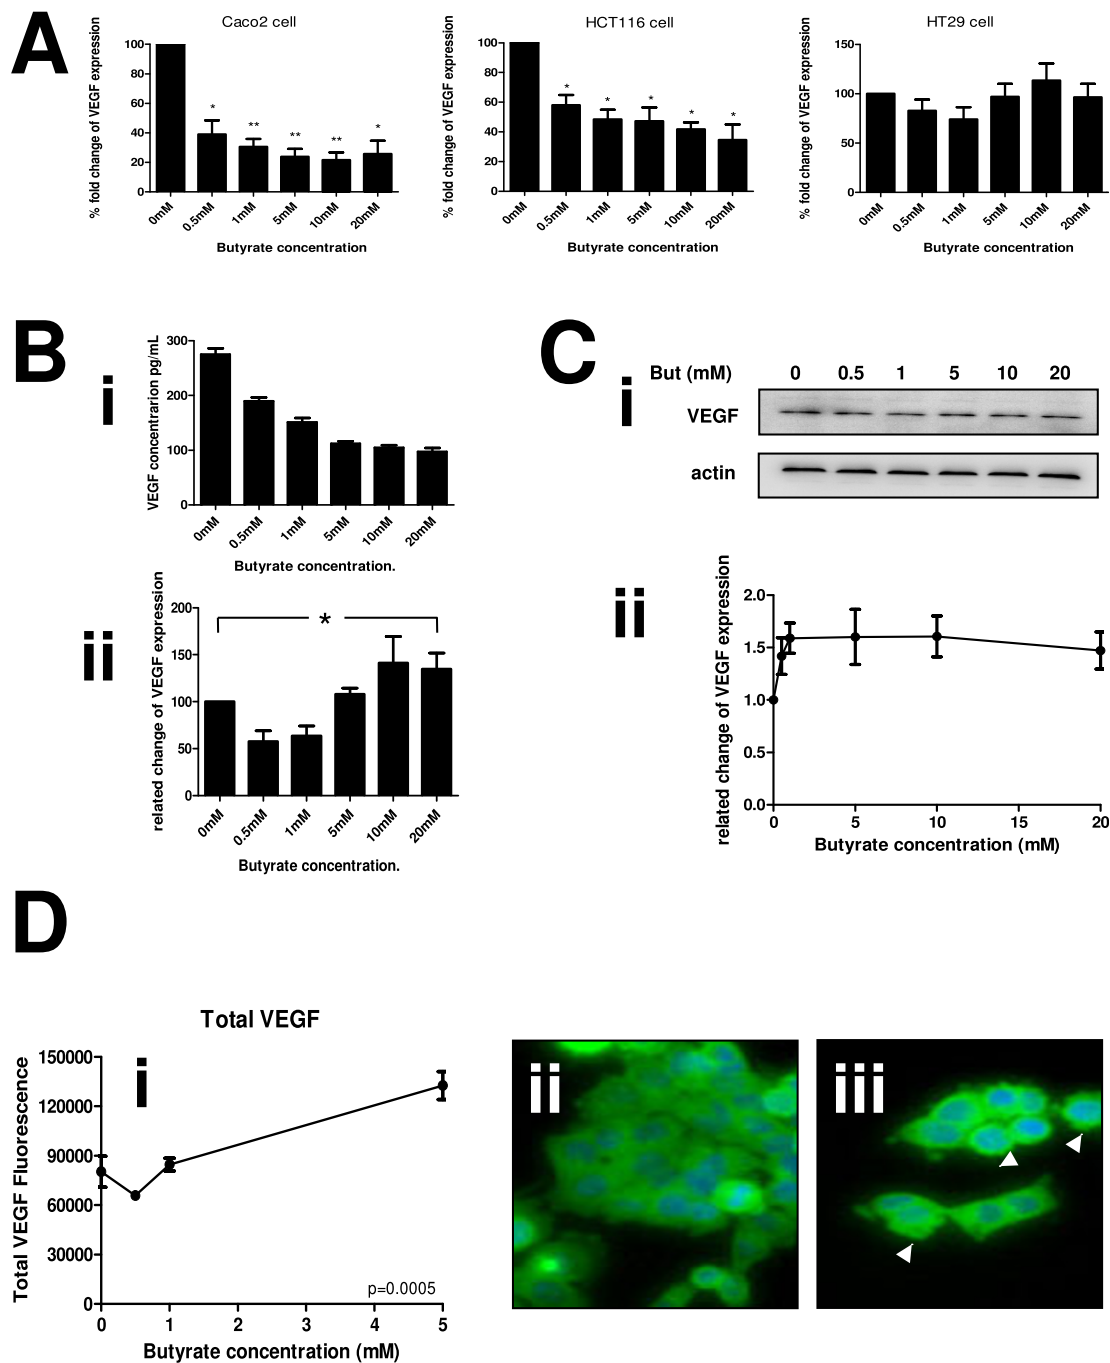 A
Caco2 cell
% fold change of VEGF expression
100
80
60
40
20
0
* ** ** ** *
0mM 0.5mM 1mM 5mM 10mM 20mM
Butyrate concentration
HCT116 cell
% fold change of VEGF expression
100
80
60
40
20
0
* * * * *
0mM 0.5mM 1mM 5mM 10mM 20mM
Butyrate concentration
HT29 cell
% fold change of VEGF expression
150
100
50
0
0mM 0.5mM 1mM 5mM 10mM 20mM
Butyrate concentration
B
i
VEGF concentrarion pg/mL
300
200
100
0
0mM 0.5mM 1mM 5mM 10mM 20mM
Butyrate concentration.
ii
related change of VEGF expression
200
150
100
50
0
*
0mM 0.5mM 1mM 5mM 10mM 20mM
Butyrate concentration.
C
i
But (mM) 0 0.5 1 5 10 20
VEGF
actin
ii
related change of VEGF expression
2.0
1.5
1.0
0.5
0.0
0 5 10 15 20
Butyrate concentration (mM)
D
Total VEGF
i
Total VEGF Fluorescence
150000
120000
90000
60000
30000
0
p=0.0005
0 1 2 3 4 5
Butyrate concentration (mM)
ii
iii